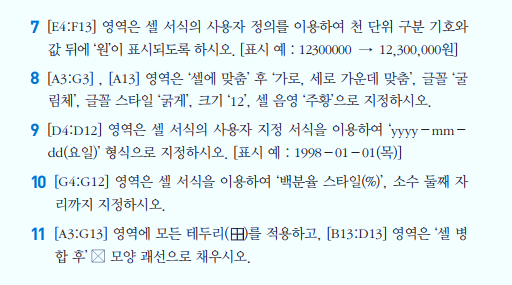 7 [E4:F13] 영역은 셀 서식의 사용자 정의를 이용하여 천 단위 구분 기호와
값 뒤에 ‘원’이 표시되도록 하시오. [표시 예 : 12300000 → 12,300,000원]
8 [A3:G3] , [A13] 영역은 ‘셀에 맞춤’ 후 ‘가로, 세로 가운데 맞춤’, 글꼴 ‘굴
림체’, 글꼴 스타일 ‘굵게’, 크기 ‘12’, 셀 음영 ‘주황’으로 지정하시오.
9 [D4:D12] 영역은 셀 서식의 사용자 지정 서식을 이용하여 ‘yyyy-mm-
dd(요일)’ 형식으로 지정하시오. [표시 예 : 1998-01-01(목)]
10 [G4:G12] 영역은 셀 서식을 이용하여 ‘백분율 스타일(%)’, 소수 둘째 자
리까지 지정하시오.
11 [A3:G13] 영역에 모든 테두리(⊞)를 적용하고, [B13:D13] 영역은 ‘셀 병
합 후’ ☒ 모양 괘선으로 채우시오.